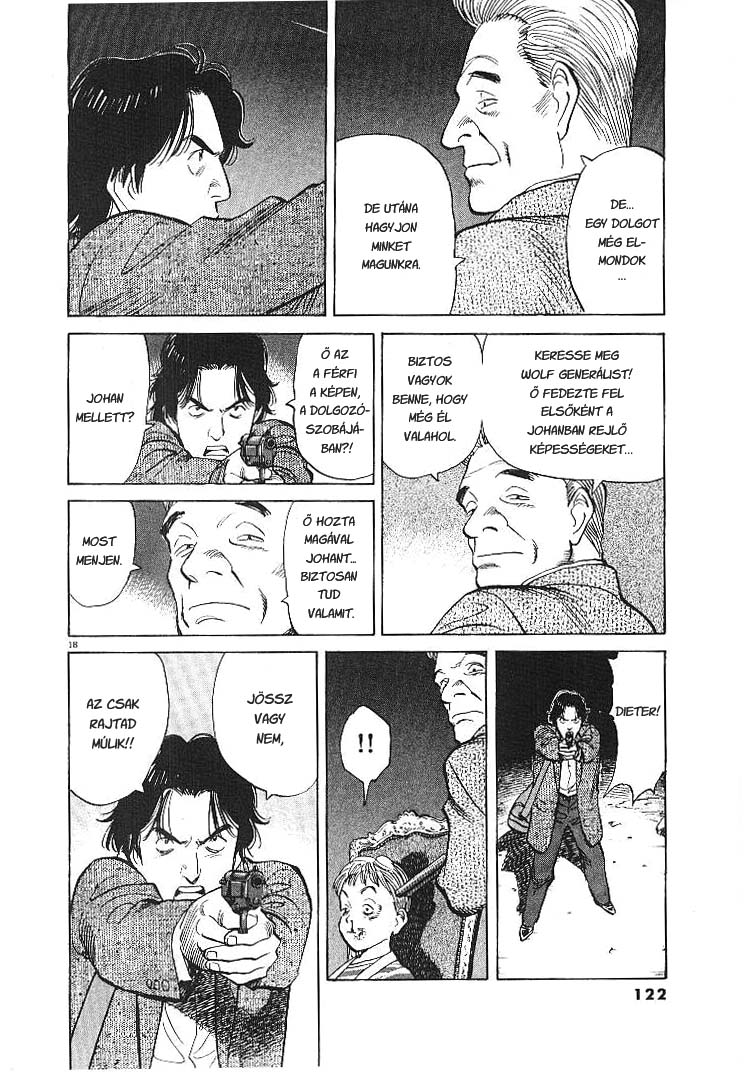 DE...
EGY DOLGOT
MÉG EL-
MONDOK
...
DE UTÁNA
HAGYJON
MINKET
MAGUNKRA.
KERESSE MEG
WOLF GENERÁLIST!
Ő FEDEZTE FEL
ELSŐKÉNT A
JOHANBAN REJLŐ
KÉPESSÉGEKET...
BIZTOS
VAGYOK
BENNE, HOGY
MÉG ÉL
VALAHOL.
Ő AZ
A FÉRFI
A KÉPEN,
A DOLGOZÓ-
SZOBÁJÁ-
BAN?!
JOHAN
MELLETT?
Ő HOZTA
MAGÁVAL
JOHANT...
BIZTOSAN
TUD
VALAMIT.
MOST
MENJEN.
18
DIETER!
!!
JÖSSZ
VAGY
NEM,
AZ CSAK
RAJTAD
MÚLIK!!
122